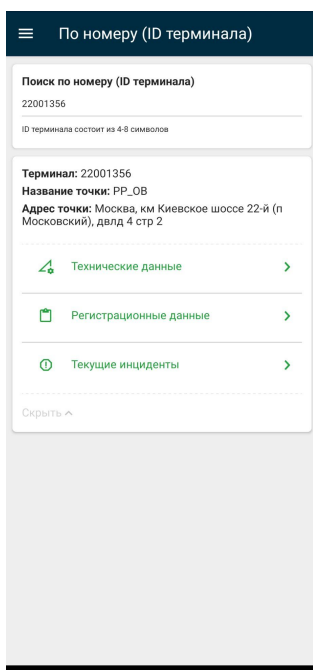 По номеру (ID терминала)
Поиск по номеру (ID терминала)
22001356
ID терминала состоит из 4-8 символов
Терминал: 22001356
Название точки: PP_OB
Адрес точки: Москва, км Киевское шоссе 22-й (п
Московский), двлд 4 стр 2
Технические данные
Регистрационные данные
Текущие инциденты
Скрыть